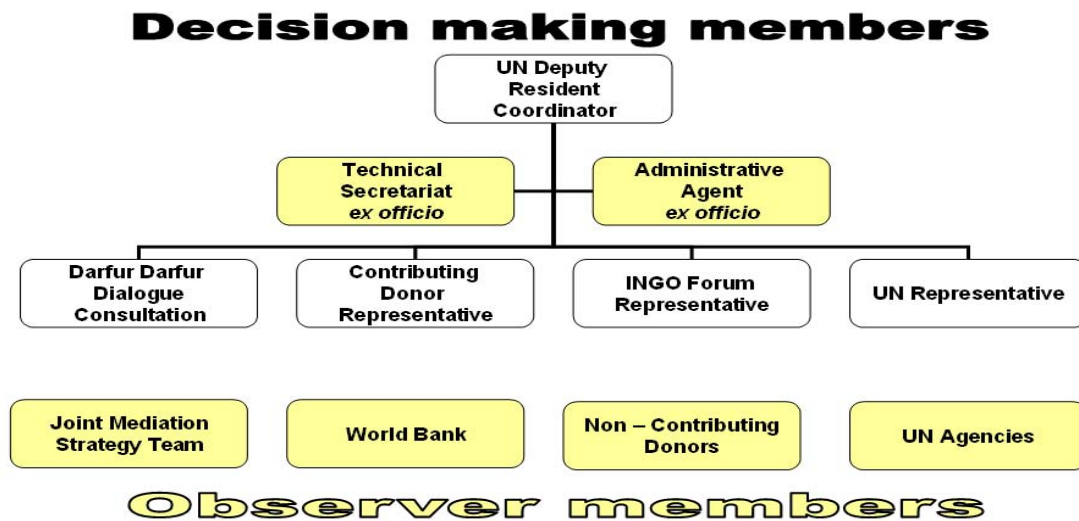 Decision making members
UN Deputy
Resident
Coordinator
Technical
Secretariat
ex officio
Administrative
Agent
ex officio
Darfur Darfur
Dialogue
Consultation
Contributing
Donor
Representative
INGO Forum
Representative
UN Representative
Joint Mediation
Strategy Team
World Bank
Non – Contributing
Donors
UN Agencies
Observer members